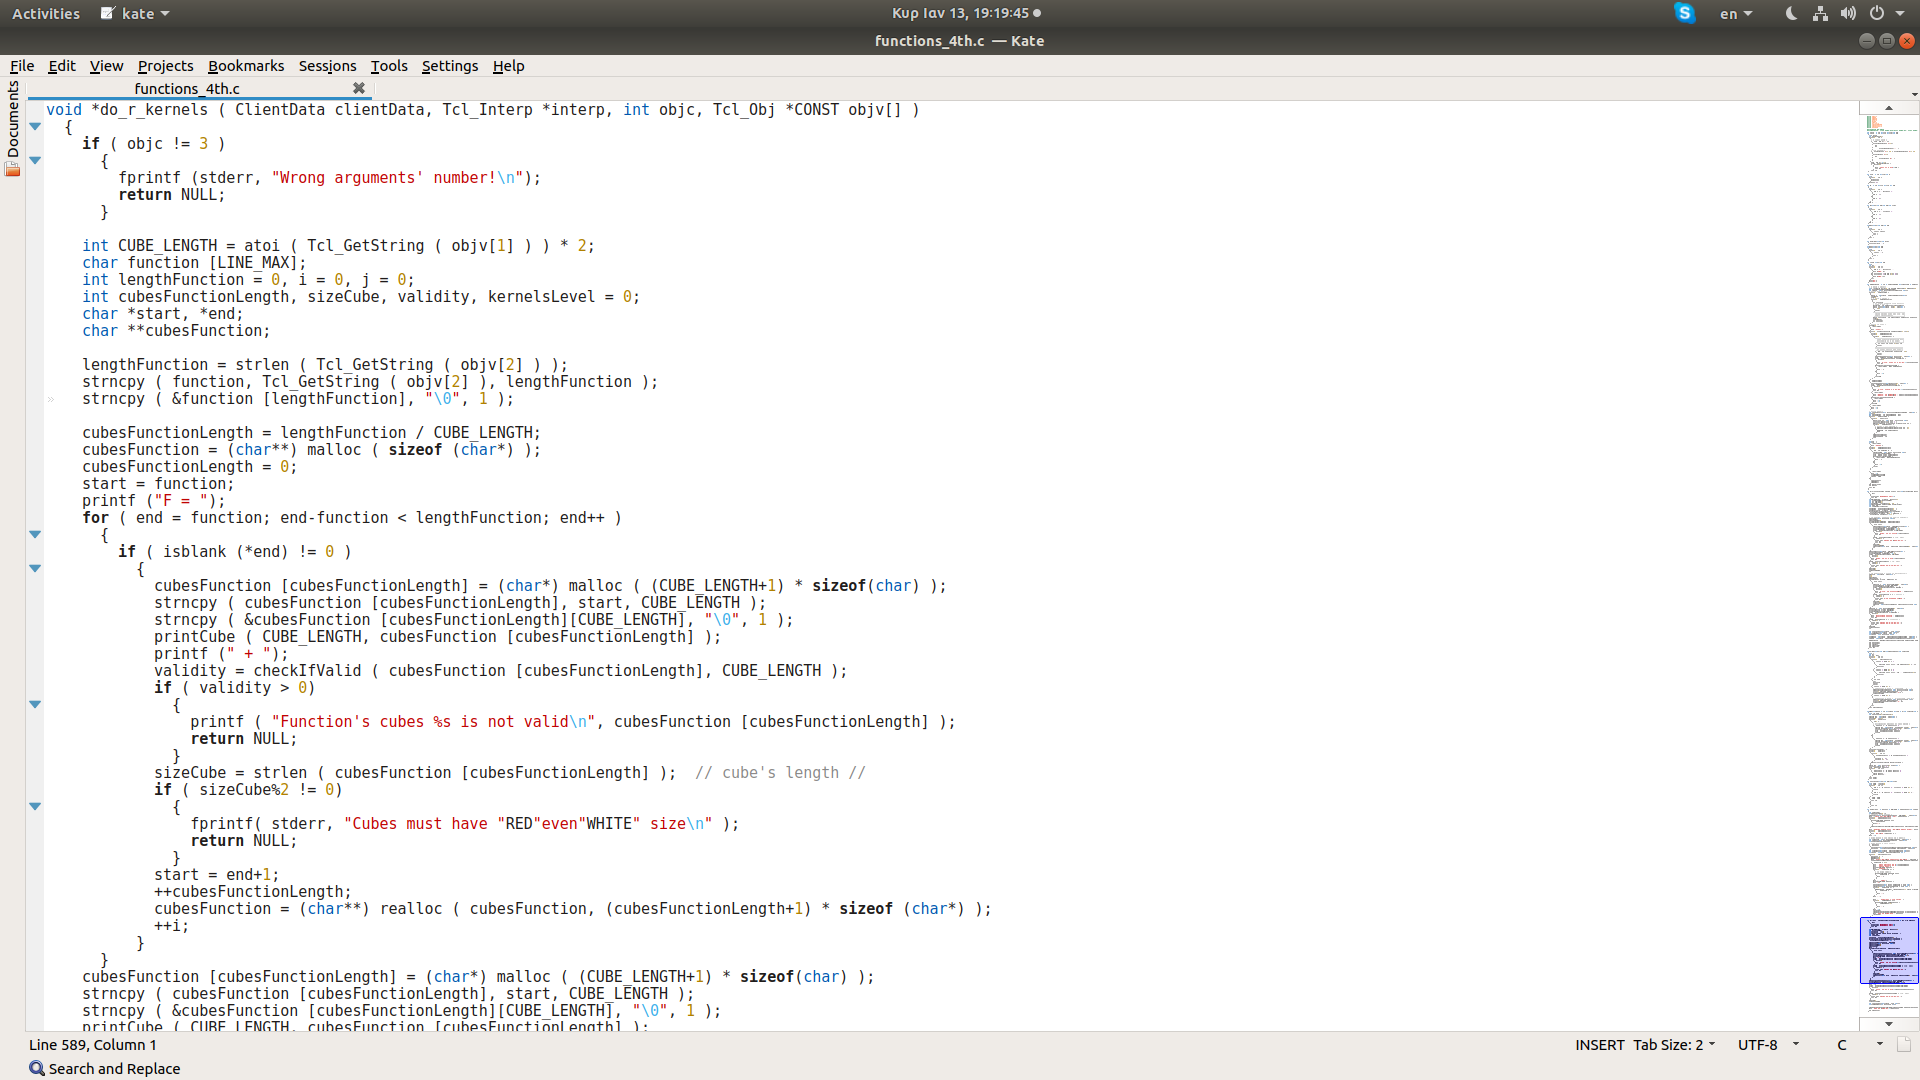 Activities kate Κυρ Ιαν 13, 19:19:45 en
functions_4th.c — Kate
File Edit View Projects Bookmarks Sessions Tools Settings Help
functions_4th.c
Documents
void *do_r_kernels ( ClientData clientData, Tcl_Interp *interp, int objc, Tcl_Obj *CONST objv[] )
{
if ( objc != 3 )
{
fprintf (stderr, "Wrong arguments' number!\n");
return NULL;
}
int CUBE_LENGTH = atoi ( Tcl_GetString ( objv[1] ) ) * 2;
char function [LINE_MAX];
int lengthFunction = 0, i = 0, j = 0;
int cubesFunctionLength, sizeCube, validity, kernelsLevel = 0;
char *start, *end;
char **cubesFunction;
lengthFunction = strlen ( Tcl_GetString ( objv[2] ) );
strncpy ( function, Tcl_GetString ( objv[2] ), lengthFunction );
strncpy ( &function [lengthFunction], "\0", 1 );
cubesFunctionLength = lengthFunction / CUBE_LENGTH;
cubesFunction = (char**) malloc ( sizeof (char*) );
cubesFunctionLength = 0;
start = function;
printf ("F = ");
for ( end = function; end-function < lengthFunction; end++ )
{
if ( isblank (*end) != 0 )
{
cubesFunction [cubesFunctionLength] = (char*) malloc ( (CUBE_LENGTH+1) * sizeof(char) );
strncpy ( cubesFunction [cubesFunctionLength], start, CUBE_LENGTH );
strncpy ( &cubesFunction [cubesFunctionLength][CUBE_LENGTH], "\0", 1 );
printCube ( CUBE_LENGTH, cubesFunction [cubesFunctionLength] );
printf (" + ");
validity = checkIfValid ( cubesFunction [cubesFunctionLength], CUBE_LENGTH );
if ( validity > 0)
{
printf ( "Function's cubes %s is not valid\n", cubesFunction [cubesFunctionLength] );
return NULL;
}
sizeCube = strlen ( cubesFunction [cubesFunctionLength] );  // cube's length //
if ( sizeCube%2 != 0)
{
fprintf( stderr, "Cubes must have "RED"even"WHITE" size\n" );
return NULL;
}
start = end+1;
++cubesFunctionLength;
cubesFunction = (char**) realloc ( cubesFunction, (cubesFunctionLength+1) * sizeof (char*) );
++i;
}
}
cubesFunction [cubesFunctionLength] = (char*) malloc ( (CUBE_LENGTH+1) * sizeof(char) );
strncpy ( cubesFunction [cubesFunctionLength], start, CUBE_LENGTH );
strncpy ( &cubesFunction [cubesFunctionLength][CUBE_LENGTH], "\0", 1 );
printCube ( CUBE_LENGTH, cubesFunction [cubesFunctionLength] );
Line 589, Column 1 INSERT Tab Size: 2 UTF-8 C
Search and Replace